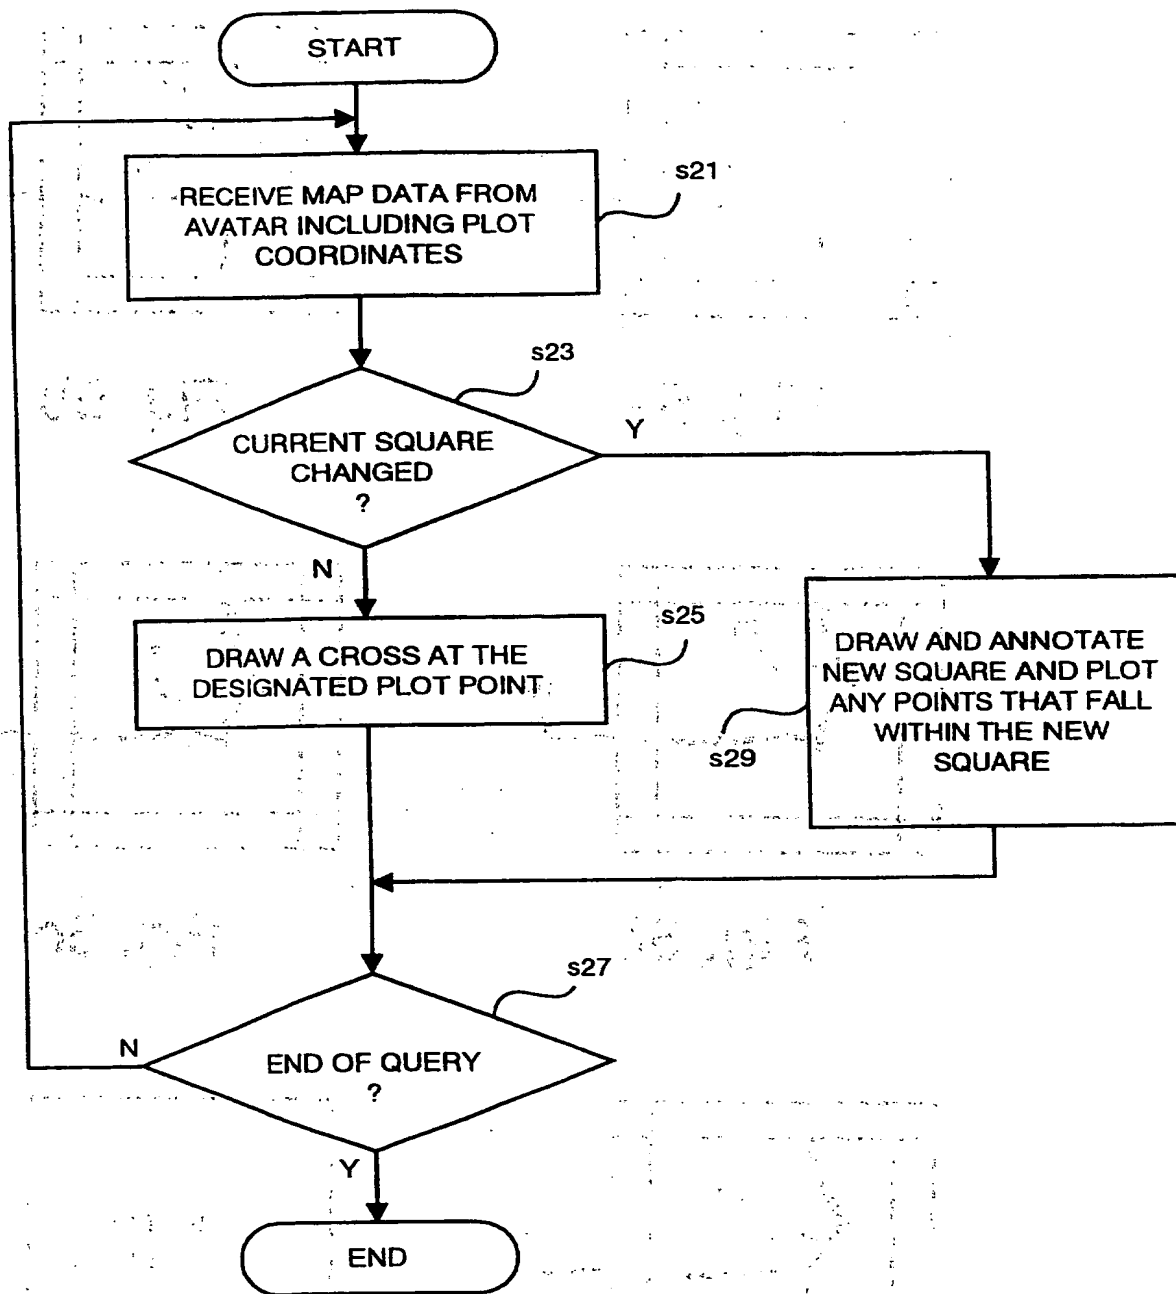 START
RECEIVE MAP DATA FROM
AVATAR INCLUDING PLOT
COORDINATES
s21
s23
CURRENT SQUARE
CHANGED
?
Y
N
DRAW A CROSS AT THE
DESIGNATED PLOT POINT
s25
DRAW AND ANNOTATE
NEW SQUARE AND PLOT
ANY POINTS THAT FALL
WITHIN THE NEW
SQUARE
s29
s27
END OF QUERY
?
N
Y
END